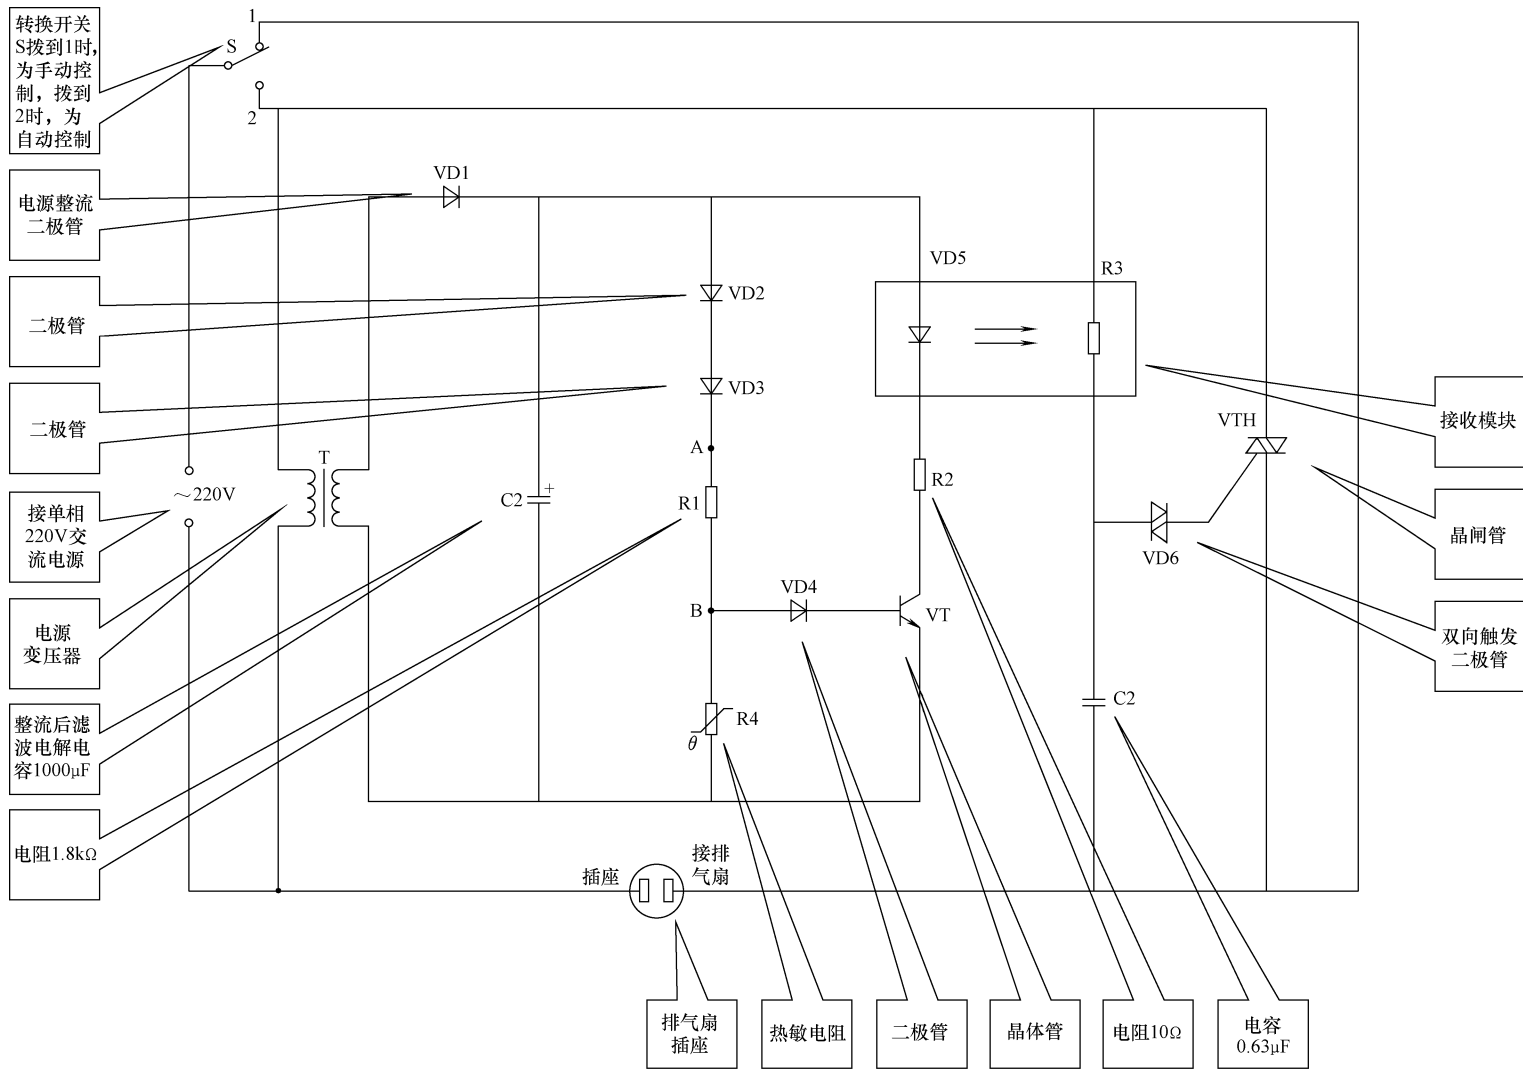 转换开关
S拨到1时,
为手动控
制，拨到
2时，为
自动控制
1
S
2
电源整流
二极管
VD1
VD5
R3
二极管
VD2
二极管
VD3
接收模块
VTH
A
T
～220V
C2
+
R1
R2
接单相
220V交
流电源
晶闸管
VD6
VD4
B
VT
电源
变压器
双向触发
二极管
整流后滤
波电解电
容1000μF
θ
R4
C2
电阻1.8kΩ
插座
接排
气扇
排气扇
插座
热敏电阻
二极管
晶体管
电阻10Ω
电容
0.63μF